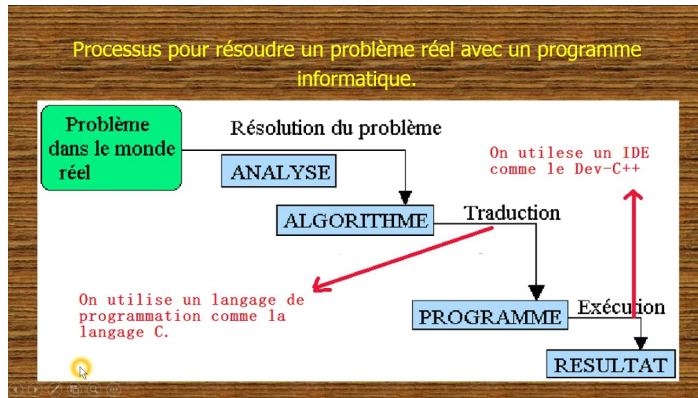 Processus pour résoudre un problème réel avec un programme
informatique.
Problème
dans le monde
réel
Résolution du problème
ANALYSE
On utilese un IDE
comme le Dev-C++
ALGORITHME
Traduction
On utilise un langage de
programmation comme la
langage C.
PROGRAMME
Exécution
RESULTAT